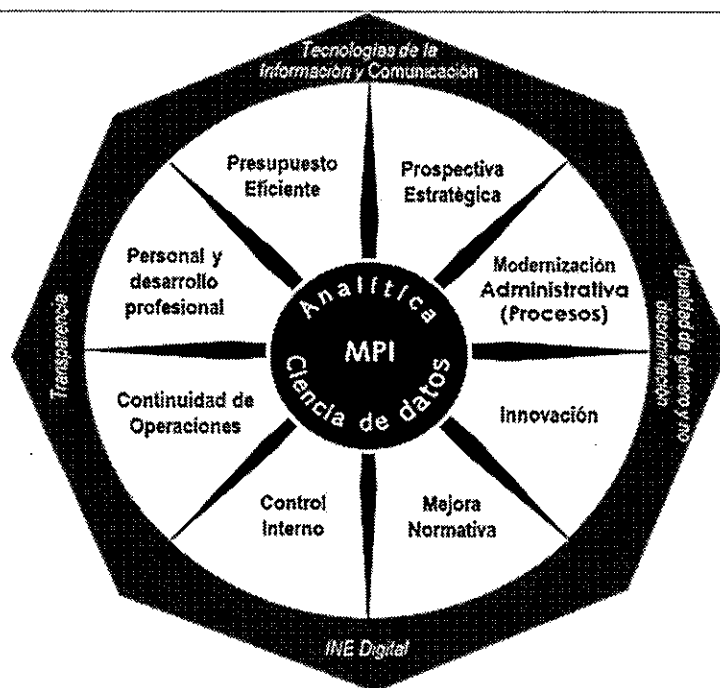 Tecnologías de la
Información y Comunicación
Presupuesto
Eficiente
Prospectiva
Estratégica
Personal y
desarrollo
profesional
Modernización
Administrativa
(Procesos)
Analítica
MPI
Ciencia de datos
Transparencia
Igualdad de género y no
discriminación
Continuidad de
Operaciones
Innovación
Control
Interno
Mejora
Normativa
INE Digital